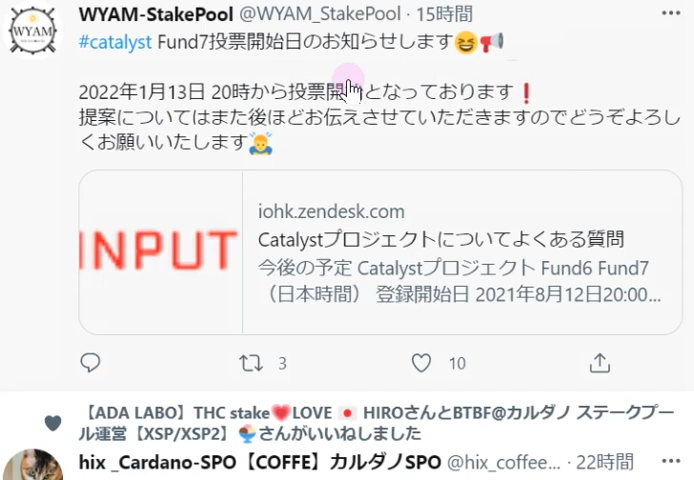 WYAM
WYAM-StakePool @WYAM_StakePool · 15時間
#catalyst Fund7投票開始日のお知らせします😆📢
2022年1月13日 20時から投票開始となっております❗
提案についてはまた後ほどお伝えさせていただきますのでどうぞよろし
くお願いいたします🙇
INPUT
iohk.zendesk.com
Catalystプロジェクトについてよくある質問
今後の予定 Catalystプロジェクト Fund6 Fund7
（日本時間） 登録開始日 2021年8月12日20:00...
3
10
【ADA LABO】THC stake❤LOVE 🇯🇵 HIROさんとBTBF@カルダノ ステークプー
ル運営【XSP/XSP2】🍨さんがいいねしました
hix _Cardano-SPO【COFFE】カルダノSPO @hix_coffee... · 22時間